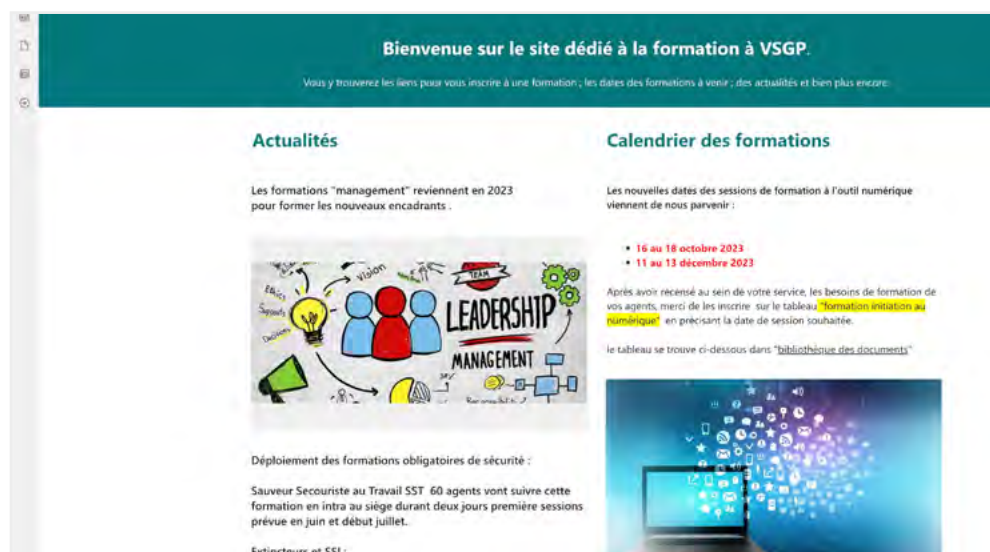 Bienvenue sur le site dédié à la formation à VSGP.
Vous y trouverez les liens pour vous inscrire à une formation ; les dates des formations à venir ; des actualités et bien plus encore.
Actualités
Les formations "management" reviennent en 2023
pour former les nouveaux encadrants .
Vision
TEAM
Ethics
Supports
Decisions
LEADERSHIP
MANAGEMENT
Déploiement des formations obligatoires de sécurité :
Sauveur Secouriste au Travail SST 60 agents vont suivre cette
formation en intra au siège durant deux jours première sessions
prévue en juin et début juillet.
Extincteurs et SSI :
Calendrier des formations
Les nouvelles dates des sessions de formation à l'outil numérique
viennent de nous parvenir :
• 16 au 18 octobre 2023
• 11 au 13 décembre 2023
Après avoir recensé au sein de votre service, les besoins de formation de
vos agents, merci de les inscrire sur le tableau "formation initiation au
numérique" en précisant la date de session souhaitée.
le tableau se trouve ci-dessous dans "bibliothèque des documents"